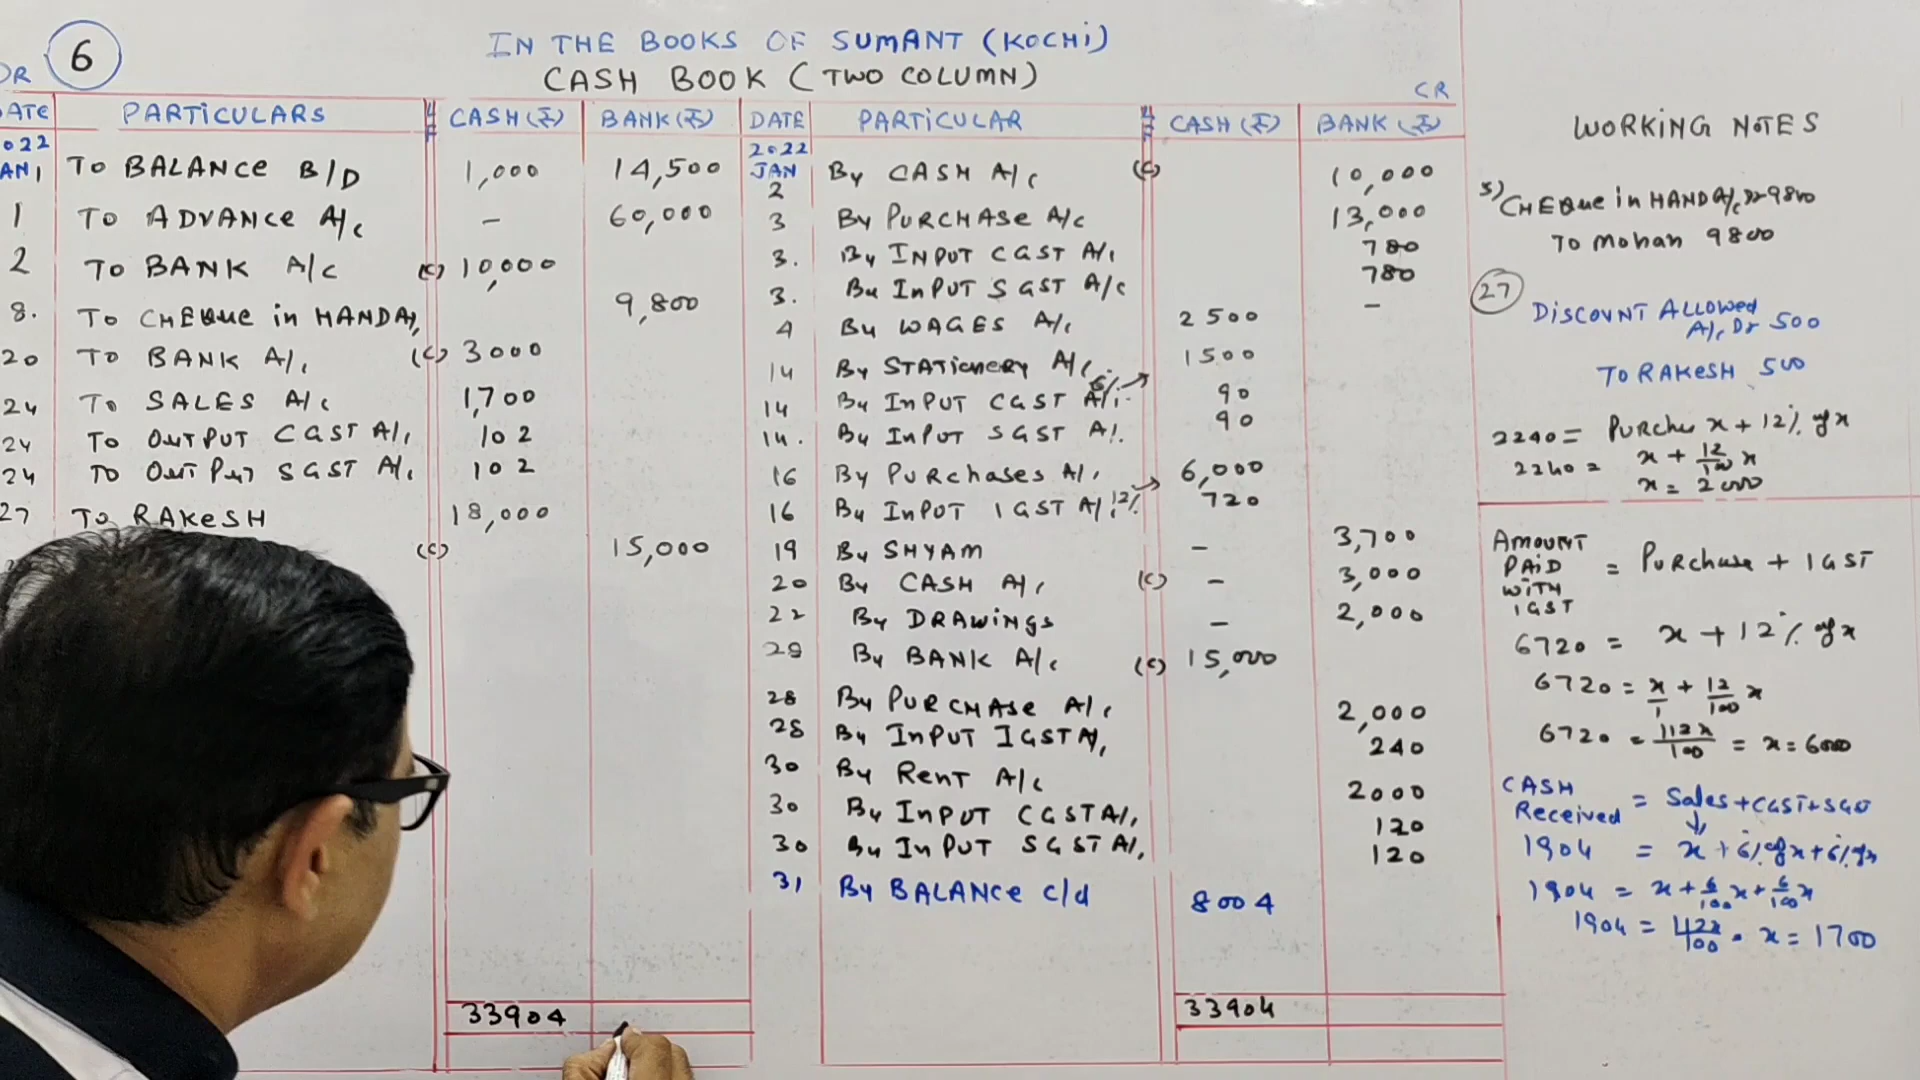 6
IN THE BOOKS OF SUMANT (KOCHI)
CASH BOOK (TWO COLUMN)
DR
CR
DATE PARTICULARS L/F CASH (₹) BANK (₹) DATE PARTICULAR L/F CASH (₹) BANK (₹)
2022
JAN 1 TO BALANCE B/D 1,000 14,500
1 TO ADVANCE A/C - 60,000
2 TO BANK A/C (C) 10,000
8. TO CHEQUE in HAND A/C 9,800
20 TO BANK A/C (C) 3000
24 TO SALES A/C 1,700
24 TO OUTPUT CGST A/C 102
24 TO OUTPUT SGST A/C 102
27 TO RAKESH 18,000
(C) 15,000
33904
2022
JAN
2 By CASH A/C (C) 10,000
3 By PURCHASE A/C 13,000
3. By INPUT CGST A/C 780
3. By INPUT SGST A/C 780
4 By WAGES A/C 2500 -
14 By STATIONERY A/C 1500
14 By INPUT CGST A/C 6% → 90
14. By INPUT SGST A/C 90
16 By PURCHASES A/C 6,000
16 By INPUT IGST A/C 12% → 720
19 By SHYAM - 3,700
20 By CASH A/C (C) - 3,000
22 By DRAWINGS - 2,000
28 By BANK A/C (C) 15,000
28 By PURCHASE A/C 2,000
28 By INPUT IGST A/C 240
30 By RENT A/C 2000
30 By INPUT CGST A/C 120
30 By INPUT SGST A/C 120
31 By BALANCE c/d 8004
33904
WORKING NOTES
5) CHEQUE in HAND A/C Dr 9800
To Mohan 9800
27
DISCOUNT ALLOWED
A/C Dr 500
TO RAKESH 500
2240 = Purchase x + 12% of x
2240 = x + 12/100 x
x = 2000
AMOUNT PAID WITH IGST = Purchase + IGST
6720 = x + 12% of x
6720 = x/1 + 12/100 x
6720 = 112x/100 = x = 6000
CASH Received = Sales + CGST + SGST
1904 = x + 6% of x + 6% of x
1904 = x + 6/100 x + 6/100 x
1904 = 112x/100 = x = 1700